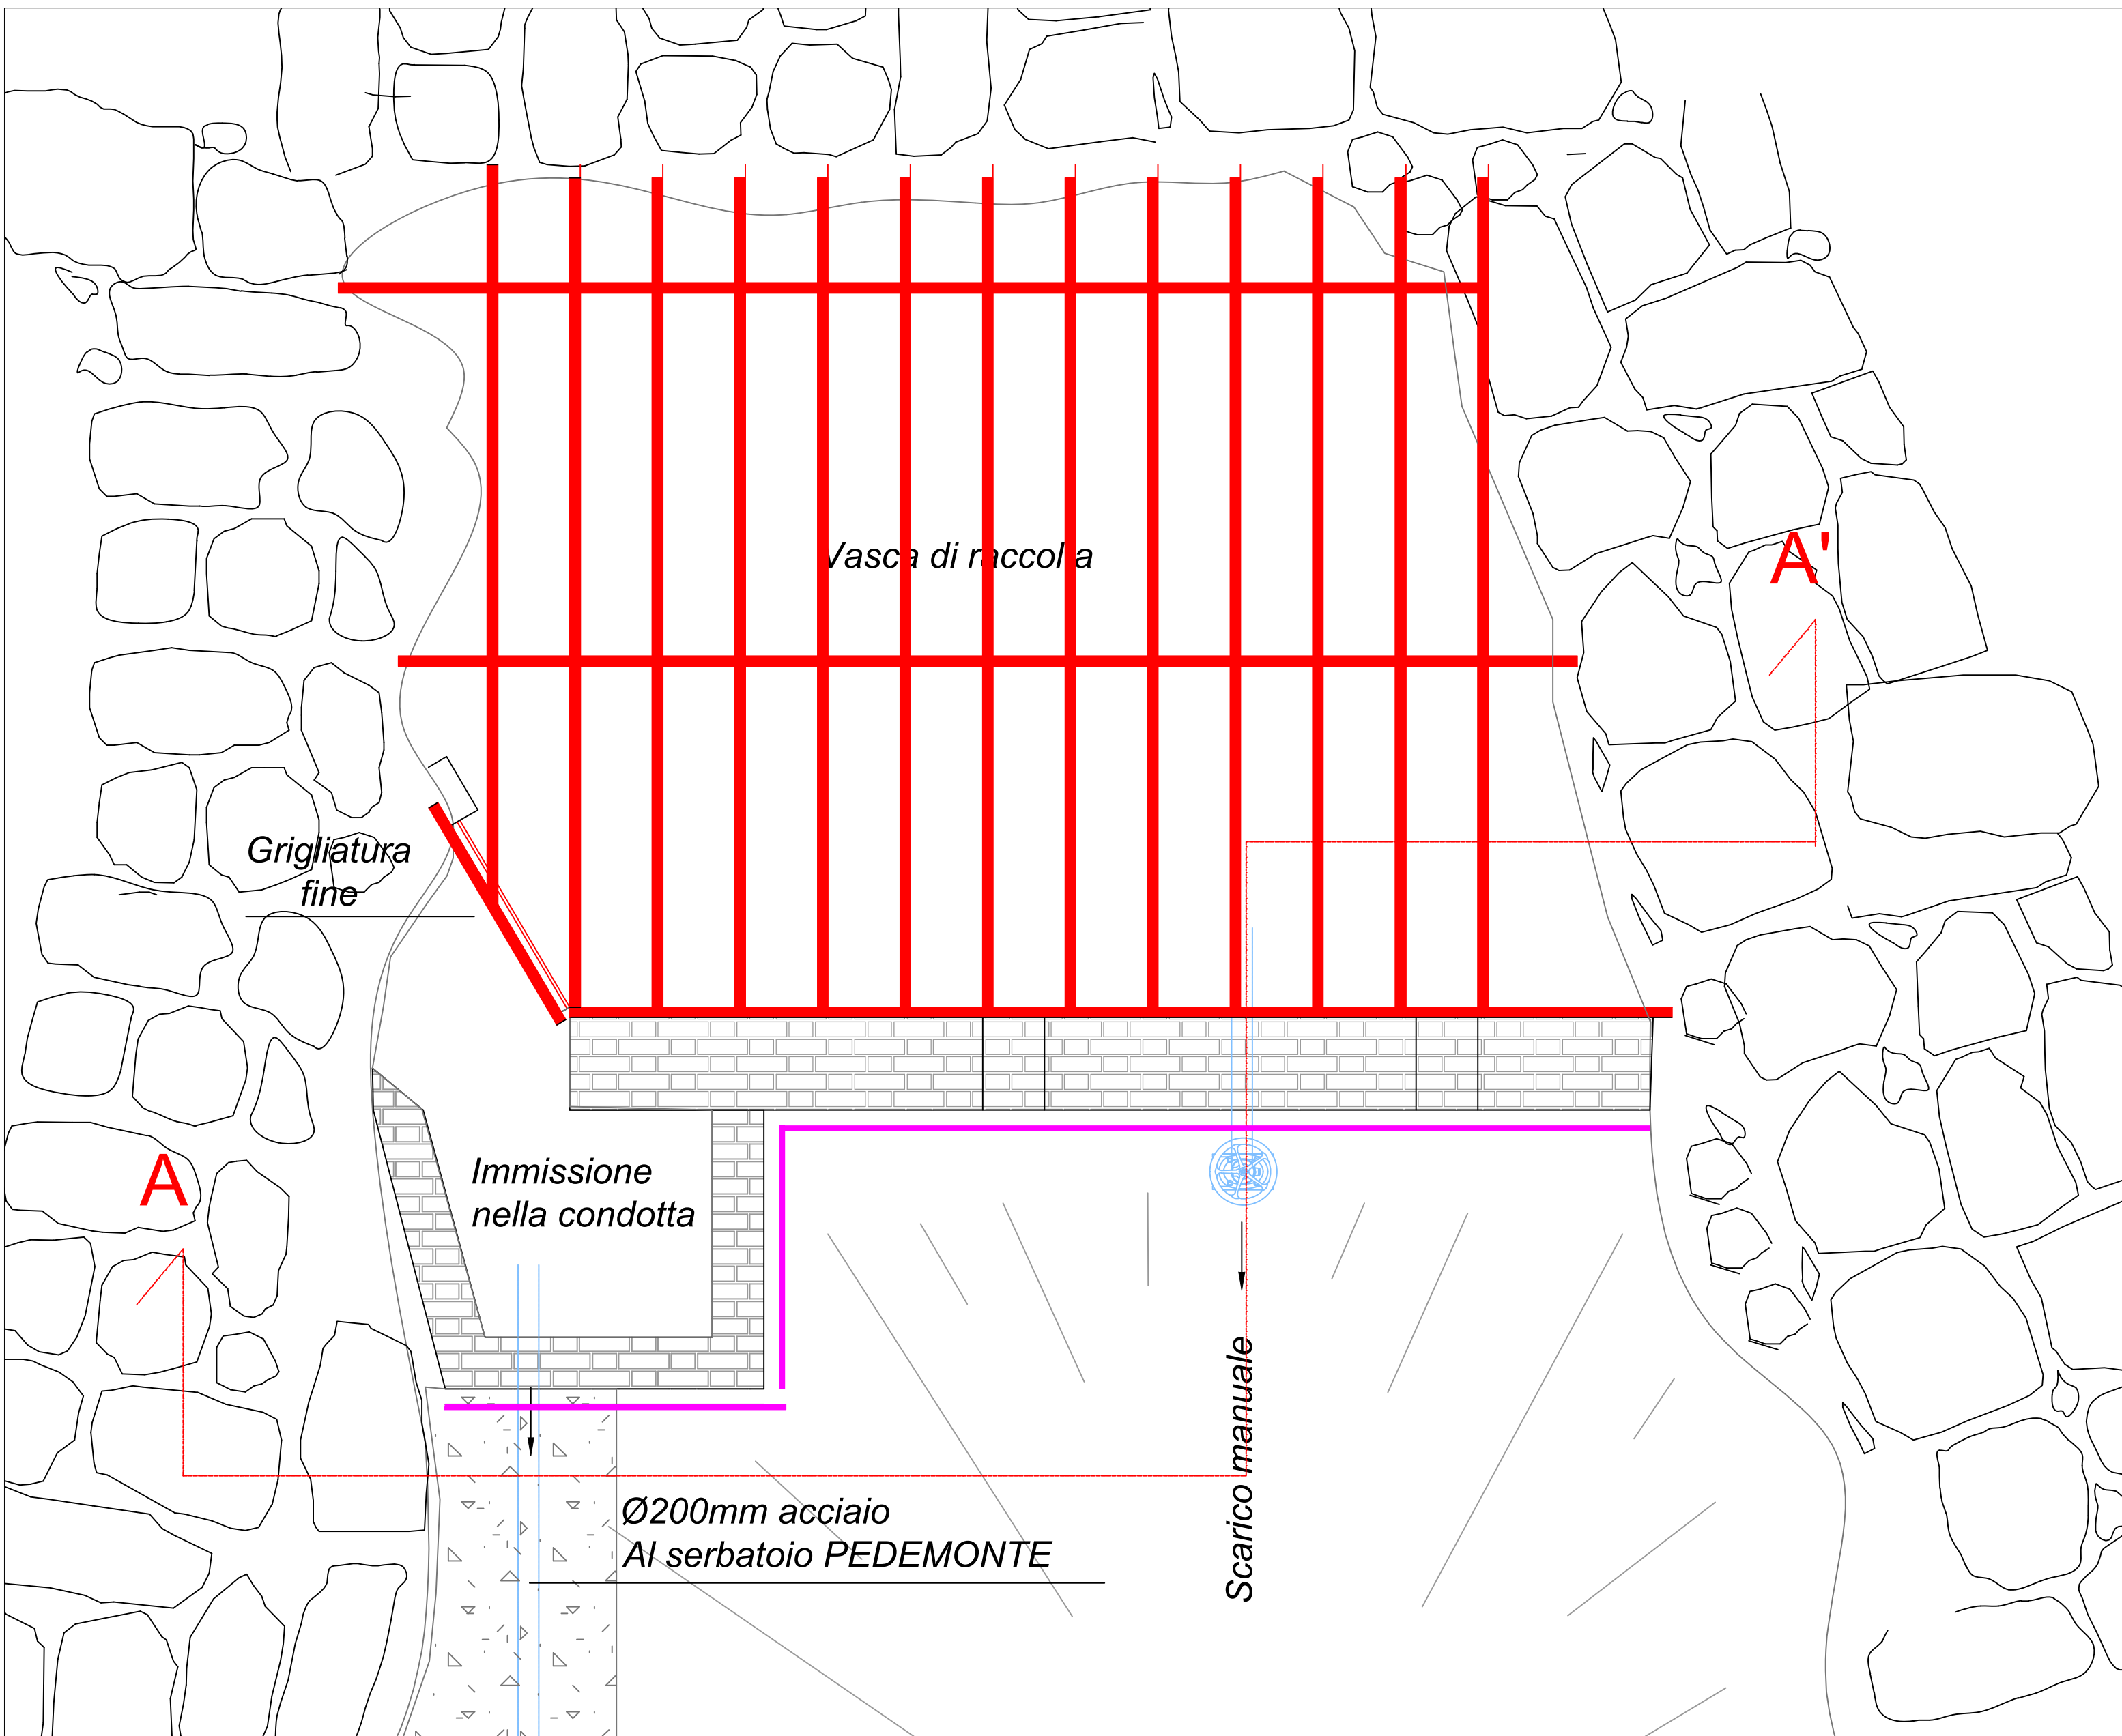 Vasca di raccolta
A'
Grigliatura
fine
A
Immissione
nella condotta
Scarico manuale
Ø200mm acciaio
Al serbatoio PEDEMONTE